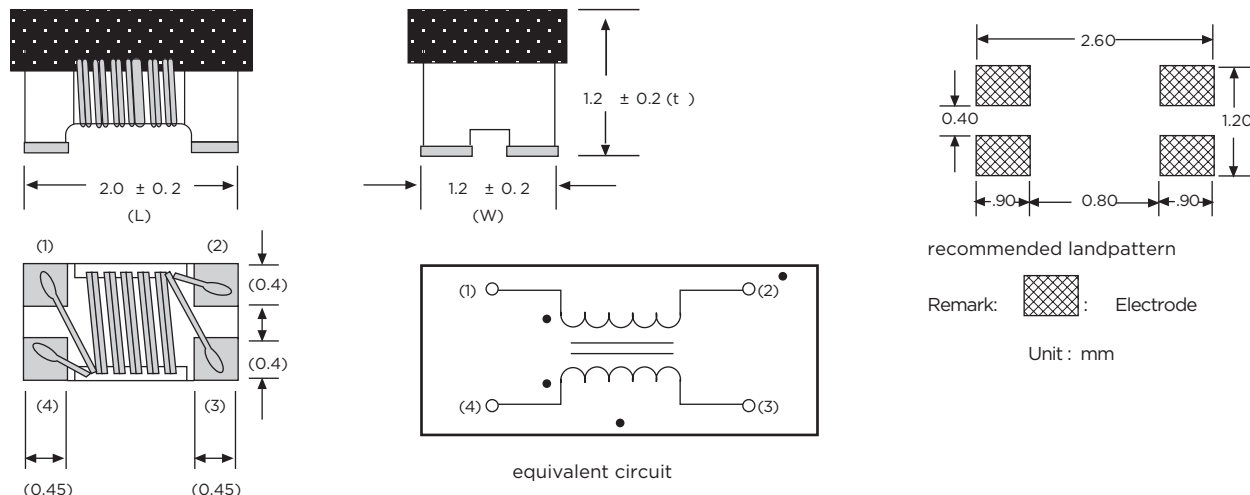 1.2 ± 0.2 (t )
2.0 ± 0. 2
(L)
1.2 ± 0.2
(W)
2.60
0.40
1.20
.90
0.80
.90
recommended landpattern
Remark: : Electrode
Unit : mm
(1)
(2)
(0.4)
(0.4)
(4)
(3)
(0.45)
(0.45)
(1)
(2)
(4)
(3)
equivalent circuit